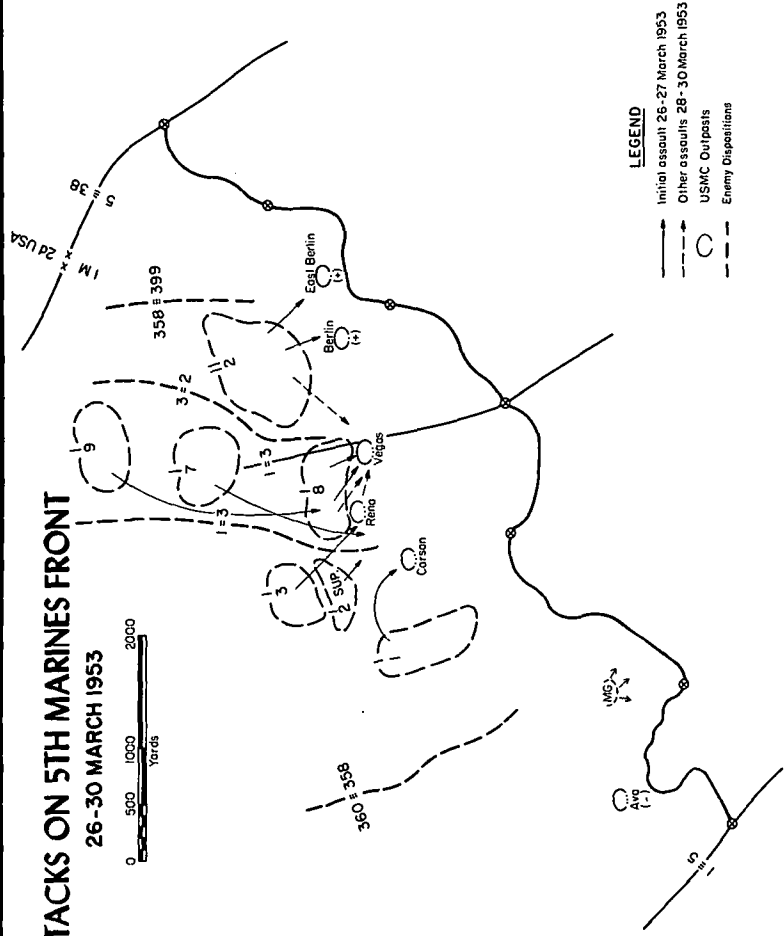 TACKS ON 5TH MARINES FRONT
26-30 MARCH 1953
0 500 1000 2000
Yards
LEGEND
Initial assault 26-27 March 1953
Other assaults 28-30 March 1953
USMC Outposts
Enemy Dispositions
1 M 2d USA
5 38
358 399
3=2
1=3
1=3
9
7
8
2
3
2 SUP.
1
East Berlin
(+)
Berlin
(+)
Vegas
Reno
Carson
360 358
(MG)
Ava
(-)
5 1